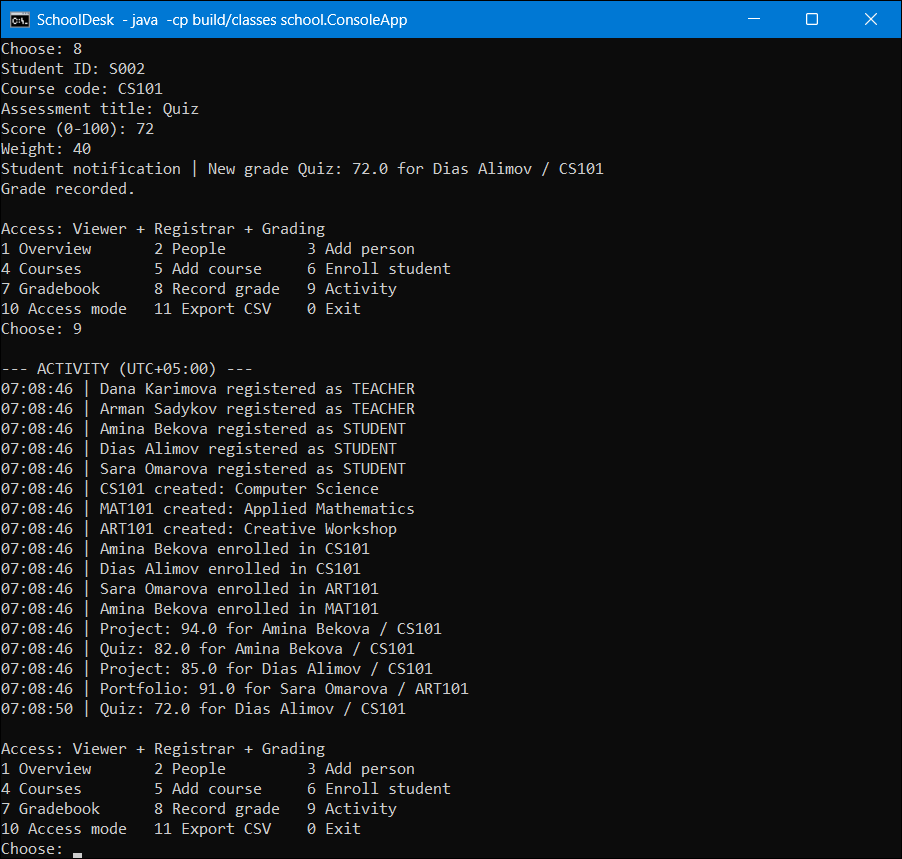 SchoolDesk - java -cp build/classes school.ConsoleApp
Choose: 8
Student ID: S002
Course code: CS101
Assessment title: Quiz
Score (0-100): 72
Weight: 40
Student notification | New grade Quiz: 72.0 for Dias Alimov / CS101
Grade recorded.
Access: Viewer + Registrar + Grading
1 Overview 2 People 3 Add person
4 Courses 5 Add course 6 Enroll student
7 Gradebook 8 Record grade 9 Activity
10 Access mode 11 Export CSV 0 Exit
Choose: 9
--- ACTIVITY (UTC+05:00) ---
07:08:46 | Dana Karimova registered as TEACHER
07:08:46 | Arman Sadykov registered as TEACHER
07:08:46 | Amina Bekova registered as STUDENT
07:08:46 | Dias Alimov registered as STUDENT
07:08:46 | Sara Omarova registered as STUDENT
07:08:46 | CS101 created: Computer Science
07:08:46 | MAT101 created: Applied Mathematics
07:08:46 | ART101 created: Creative Workshop
07:08:46 | Amina Bekova enrolled in CS101
07:08:46 | Dias Alimov enrolled in CS101
07:08:46 | Sara Omarova enrolled in ART101
07:08:46 | Amina Bekova enrolled in MAT101
07:08:46 | Project: 94.0 for Amina Bekova / CS101
07:08:46 | Quiz: 82.0 for Amina Bekova / CS101
07:08:46 | Project: 85.0 for Dias Alimov / CS101
07:08:46 | Portfolio: 91.0 for Sara Omarova / ART101
07:08:50 | Quiz: 72.0 for Dias Alimov / CS101
Access: Viewer + Registrar + Grading
1 Overview 2 People 3 Add person
4 Courses 5 Add course 6 Enroll student
7 Gradebook 8 Record grade 9 Activity
10 Access mode 11 Export CSV 0 Exit
Choose: